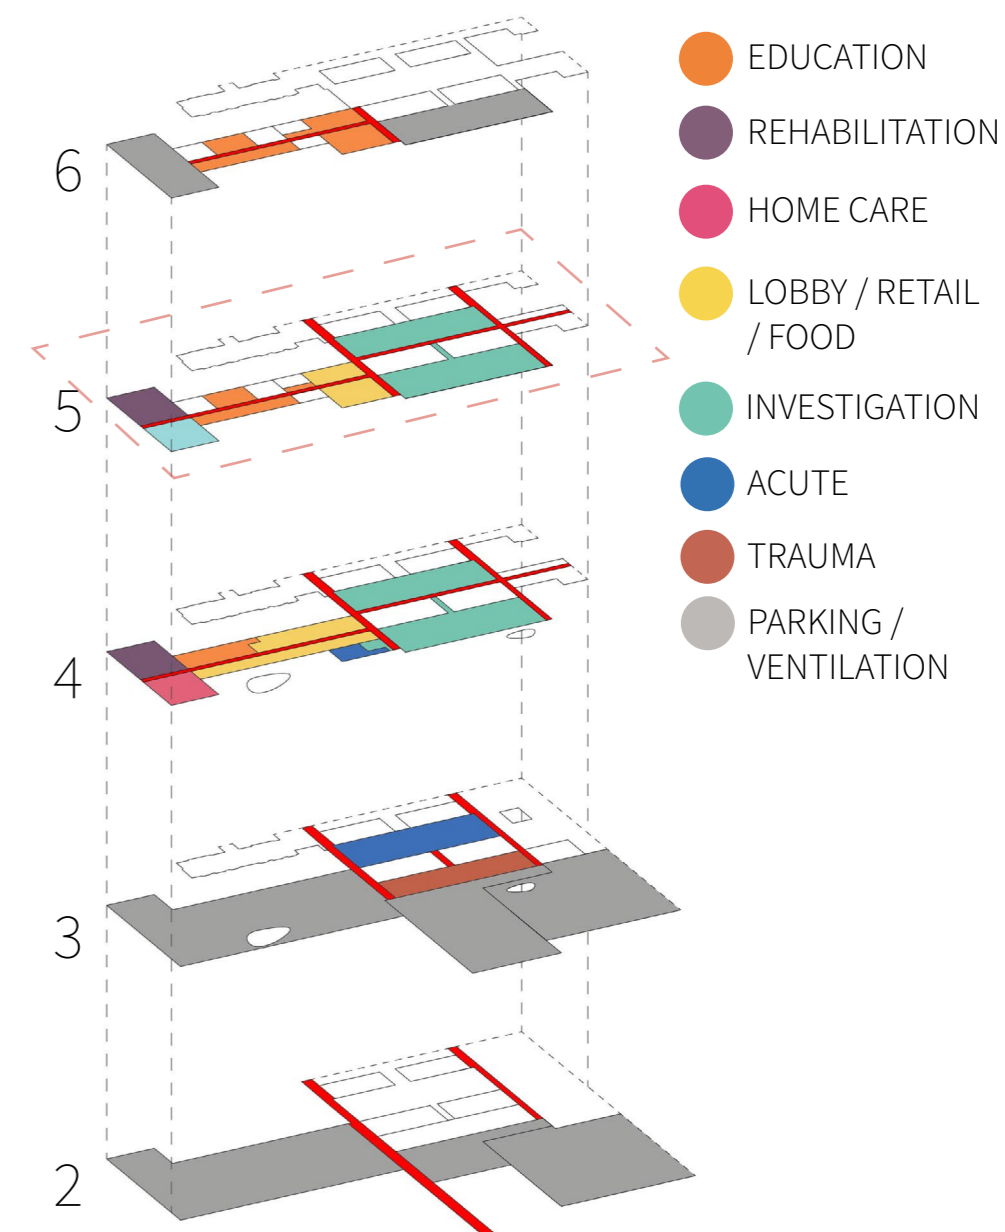 EDUCATION
REHABILITATION
HOME CARE
LOBBY / RETAIL
/ FOOD
INVESTIGATION
ACUTE
TRAUMA
PARKING /
VENTILATION
6
5
4
3
2